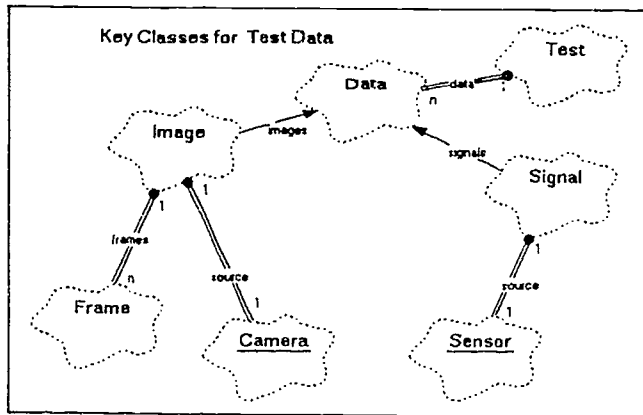 Key Classes for Test Data
Test
Data
data
n
Image
images
signals
Signal
1
1
1
frames
n
source
1
source
1
Frame
Camera
Sensor